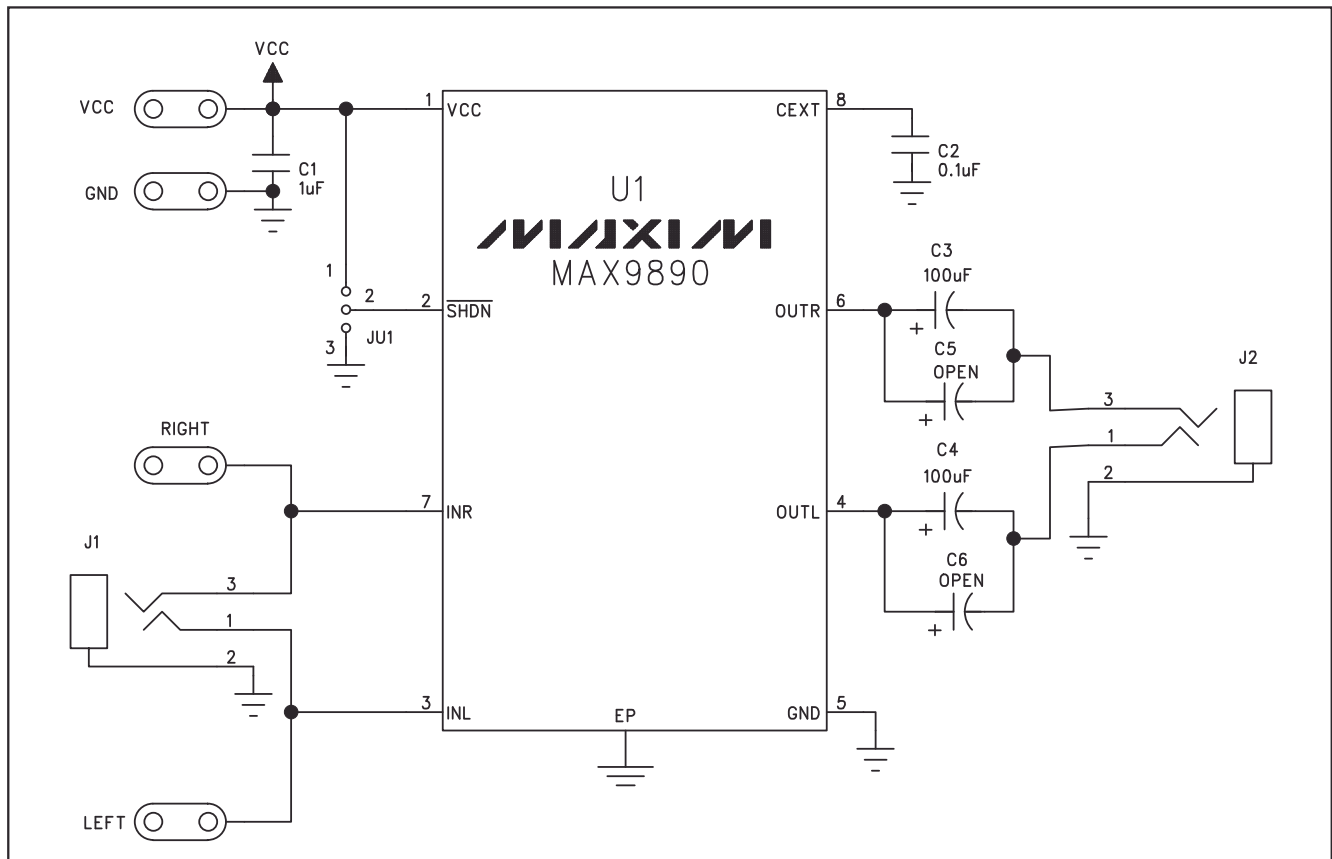 VCC
VCC
1
VCC
CEXT
8
C1
1uF
C2
0.1uF
GND
U1
MAXIM
MAX9890
1
2
3
JU1
2
SHDN
OUTR
6
C3
100uF
+
C5
OPEN
+
J2
3
1
2
RIGHT
7
INR
OUTL
4
C4
100uF
+
C6
OPEN
+
J1
3
1
2
3
INL
EP
GND
5
LEFT